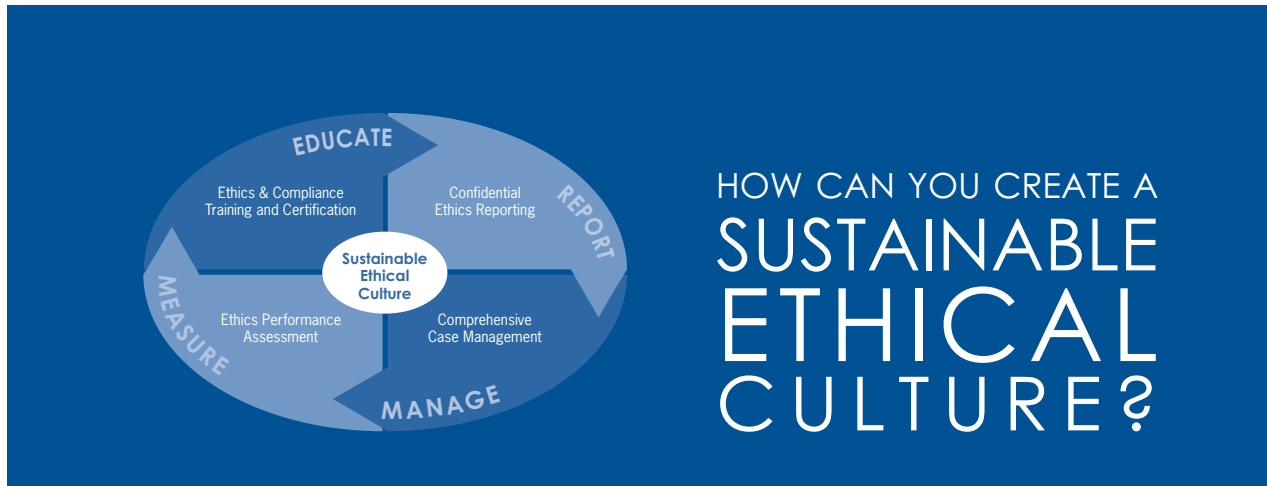 EDUCATE
Ethics & Compliance
Training and Certification
REPORT
Confidential
Ethics Reporting
Sustainable
Ethical
Culture
MEASURE
Ethics Performance
Assessment
Comprehensive
Case Management
MANAGE
HOW CAN YOU CREATE A
SUSTAINABLE
ETHICAL
CULTURE?